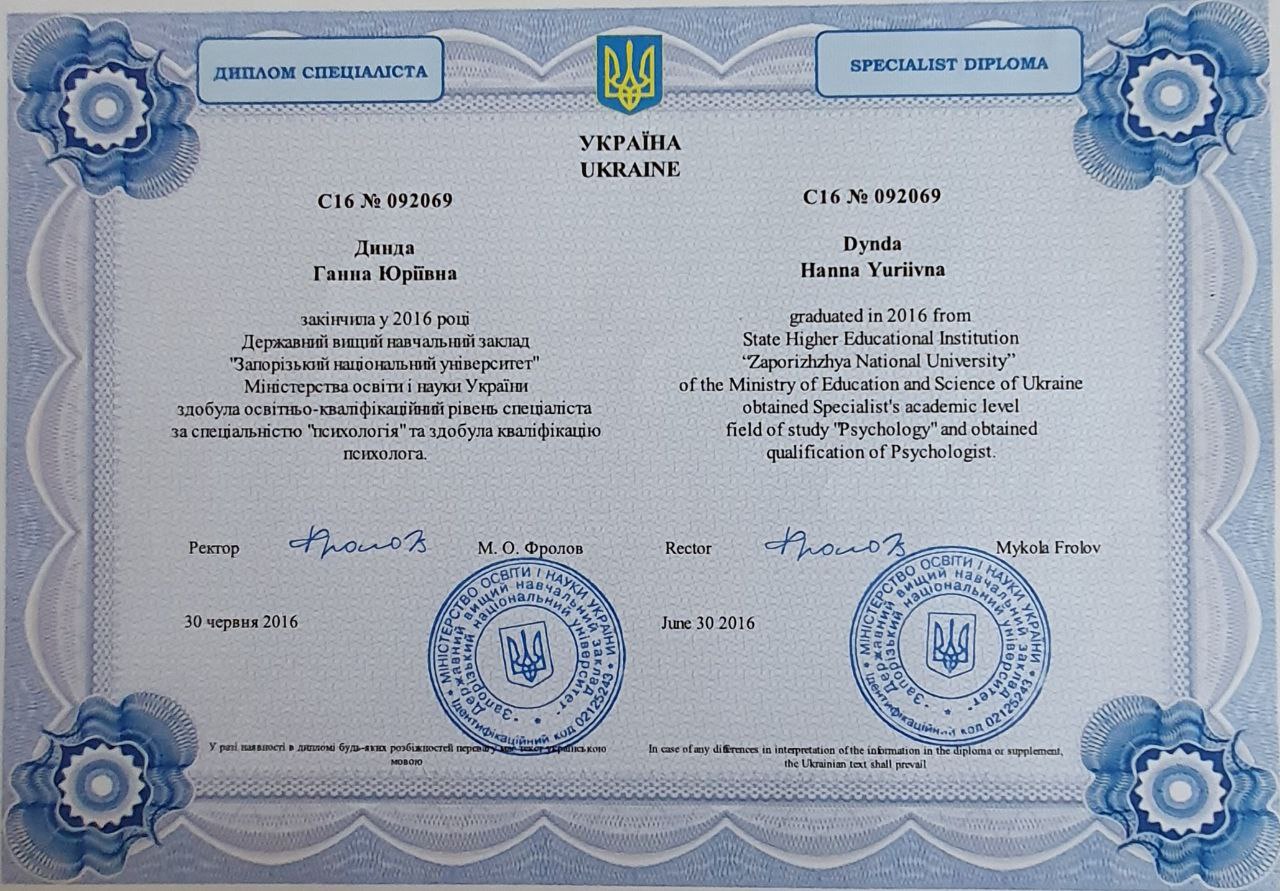 ДИПЛОМ СПЕЦІАЛІСТА
SPECIALIST DIPLOMA
УКРАЇНА
UKRAINE
С16 № 092069
Динда
Ганна Юріївна
закінчила у 2016 році
Державний вищий навчальний заклад
"Запорізький національний університет"
Міністерства освіти і науки України
здобула освітньо-кваліфікаційний рівень спеціаліста
за спеціальністю "психологія" та здобула кваліфікацію
психолога.
Ректор М. О. Фролов
30 червня 2016
МІНІСТЕРСТВО ОСВІТИ І НАУКИ УКРАЇНИ
Державний вищий навчальний заклад
"Запорізький національний університет"
Ідентифікаційний код 02125243
У разі наявності в дипломі будь-яких розбіжностей перевагу має текст українською
мовою
C16 № 092069
Dynda
Hanna Yuriivna
graduated in 2016 from
State Higher Educational Institution
“Zaporizhzhya National University”
of the Ministry of Education and Science of Ukraine
obtained Specialist's academic level
field of study "Psychology" and obtained
qualification of Psychologist.
Rector Mykola Frolov
June 30 2016
МІНІСТЕРСТВО ОСВІТИ І НАУКИ УКРАЇНИ
Державний вищий навчальний заклад
"Запорізький національний університет"
Ідентифікаційний код 02125243
In case of any differences in interpretation of the information in the diploma or supplement,
the Ukrainian text shall prevail